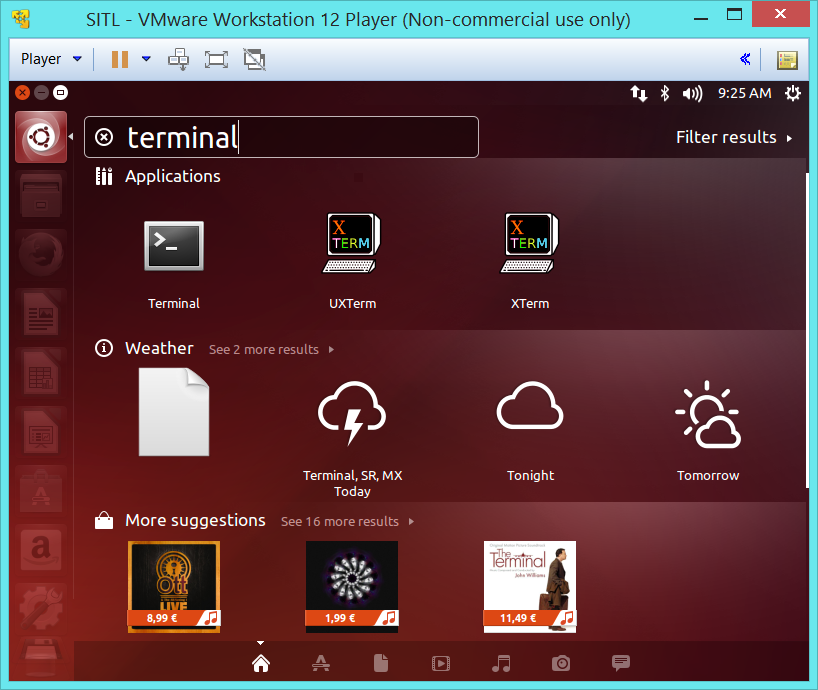 SITL - VMware Workstation 12 Player (Non-commercial use only)
Player
9:25 AM
terminal
Filter results
Applications
X
TERM
X
TERM
Terminal
UXTerm
XTerm
Weather See 2 more results
Terminal, SR, MX
Today
Tonight
Tomorrow
More suggestions See 16 more results
Ott
LIVE
8,99 €
1,99 €
The
Terminal
John Williams
11,49 €
a